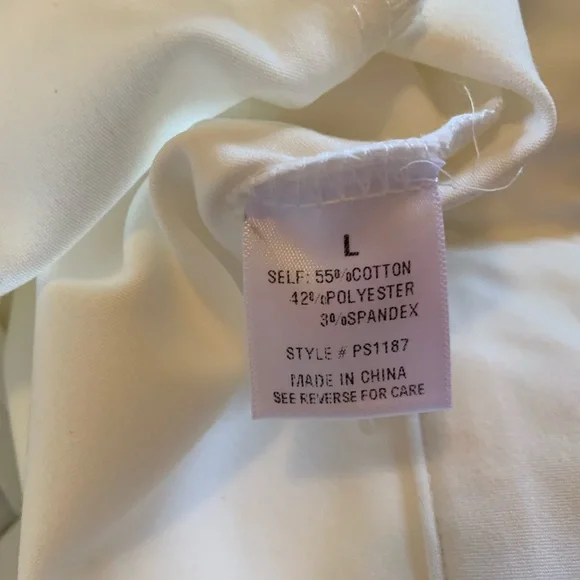 L
SELF: 55%COTTON
42%POLYESTER
3%SPANDEX
STYLE # PS1187
MADE IN CHINA
SEE REVERSE FOR CARE